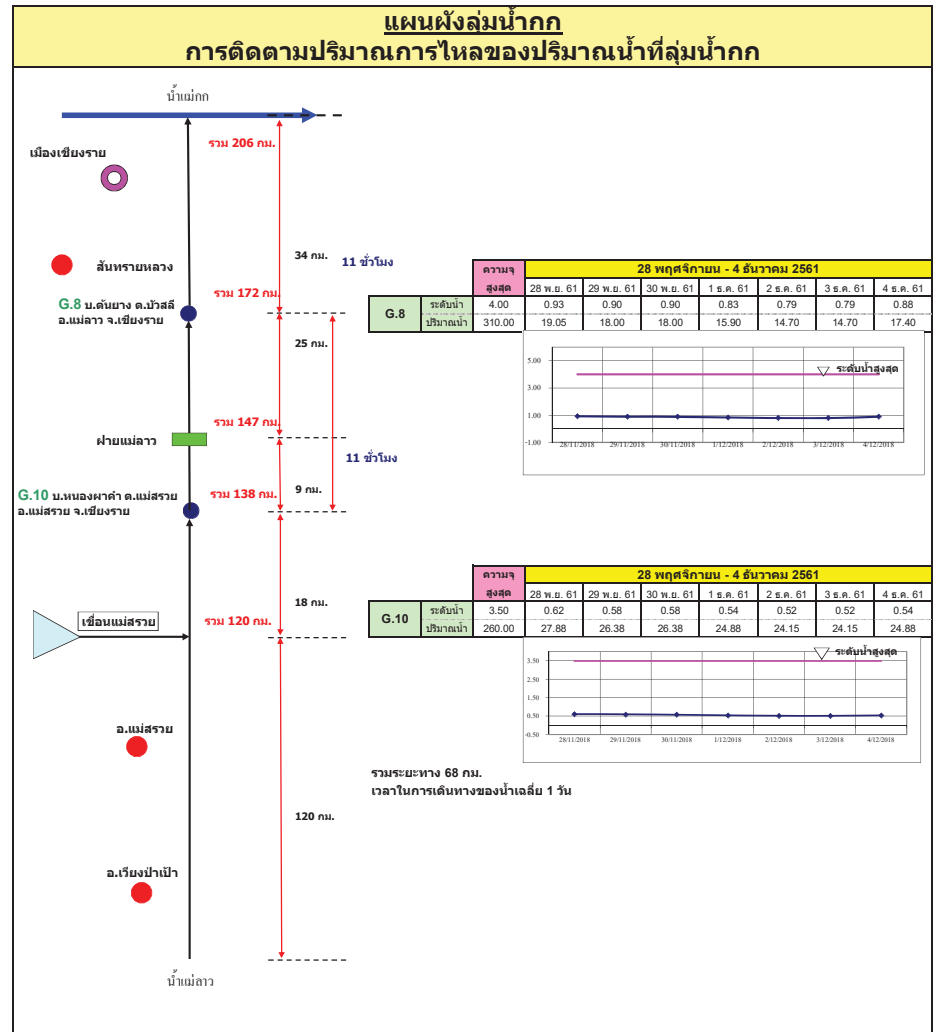 แผนผังลุ่มน้ำกก
การติดตามปริมาณการไหลของปริมาณน้ำที่ลุ่มน้ำกก
น้ำแม่กก
รวม 206 กม.
เมืองเชียงราย
34 กม.
11 ชั่วโมง
สันทรายหลวง
รวม 172 กม.
G.8 บ.ต้นยาง ต.บัวสลี
อ.แม่ลาว จ.เชียงราย
ความจุ 28 พฤศจิกายน - 4 ธันวาคม 2561
สูงสุด 28 พ.ย. 61 29 พ.ย. 61 30 พ.ย. 61 1 ธ.ค. 61 2 ธ.ค. 61 3 ธ.ค. 61 4 ธ.ค. 61
G.8 ระดับน้ำ 4.00 0.93 0.90 0.90 0.83 0.79 0.79 0.88
ปริมาณน้ำ 310.00 19.05 18.00 18.00 15.90 14.70 14.70 17.40
25 กม.
5.00
ระดับน้ำสูงสุด
3.00
1.00
-1.00
28/11/2018 29/11/2018 30/11/2018 1/12/2018 2/12/2018 3/12/2018 4/12/2018
รวม 147 กม.
ฝายแม่ลาว
11 ชั่วโมง
9 กม.
รวม 138 กม.
G.10 บ.หนองผาคำ ต.แม่สรวย
อ.แม่สรวย จ.เชียงราย
ความจุ 28 พฤศจิกายน - 4 ธันวาคม 2561
สูงสุด 28 พ.ย. 61 29 พ.ย. 61 30 พ.ย. 61 1 ธ.ค. 61 2 ธ.ค. 61 3 ธ.ค. 61 4 ธ.ค. 61
G.10 ระดับน้ำ 3.50 0.62 0.58 0.58 0.54 0.52 0.52 0.54
ปริมาณน้ำ 260.00 27.88 26.38 26.38 24.88 24.15 24.15 24.88
18 กม.
รวม 120 กม.
เขื่อนแม่สรวย
ระดับน้ำสูงสุด
3.50
2.50
1.50
0.50
-0.50
28/11/2018 29/11/2018 30/11/2018 1/12/2018 2/12/2018 3/12/2018 4/12/2018
อ.แม่สรวย
รวมระยะทาง 68 กม.
เวลาในการเดินทางของน้ำเฉลี่ย 1 วัน
120 กม.
อ.เวียงป่าเป้า
น้ำแม่ลาว